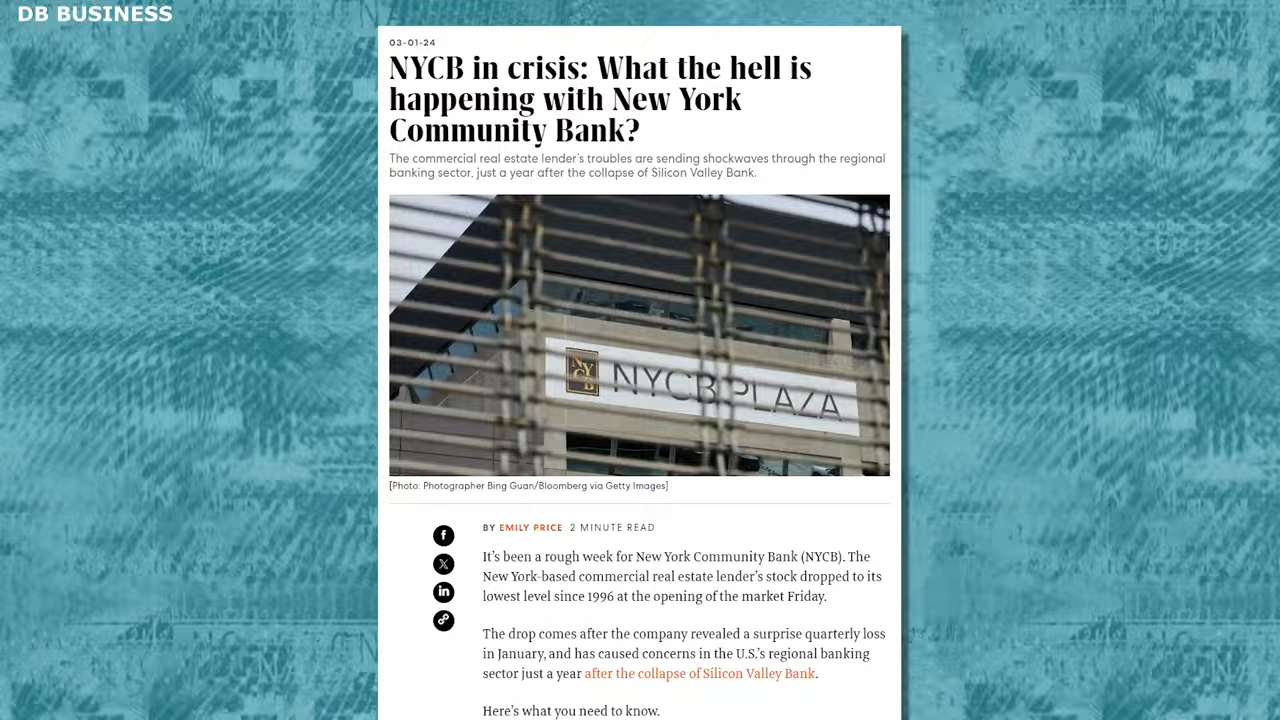 DB BUSINESS
03-01-24
NYCB in crisis: What the hell is
happening with New York
Community Bank?
The commercial real estate lender's troubles are sending shockwaves through the regional
banking sector, just a year after the collapse of Silicon Valley Bank.
NY
CB
NYCB PLAZA
[Photo: Photographer Bing Guan/Bloomberg via Getty Images]
BY EMILY PRICE 2 MINUTE READ
It's been a rough week for New York Community Bank (NYCB). The
New York-based commercial real estate lender's stock dropped to its
lowest level since 1996 at the opening of the market Friday.
The drop comes after the company revealed a surprise quarterly loss
in January, and has caused concerns in the U.S.'s regional banking
sector just a year after the collapse of Silicon Valley Bank.
Here's what you need to know.